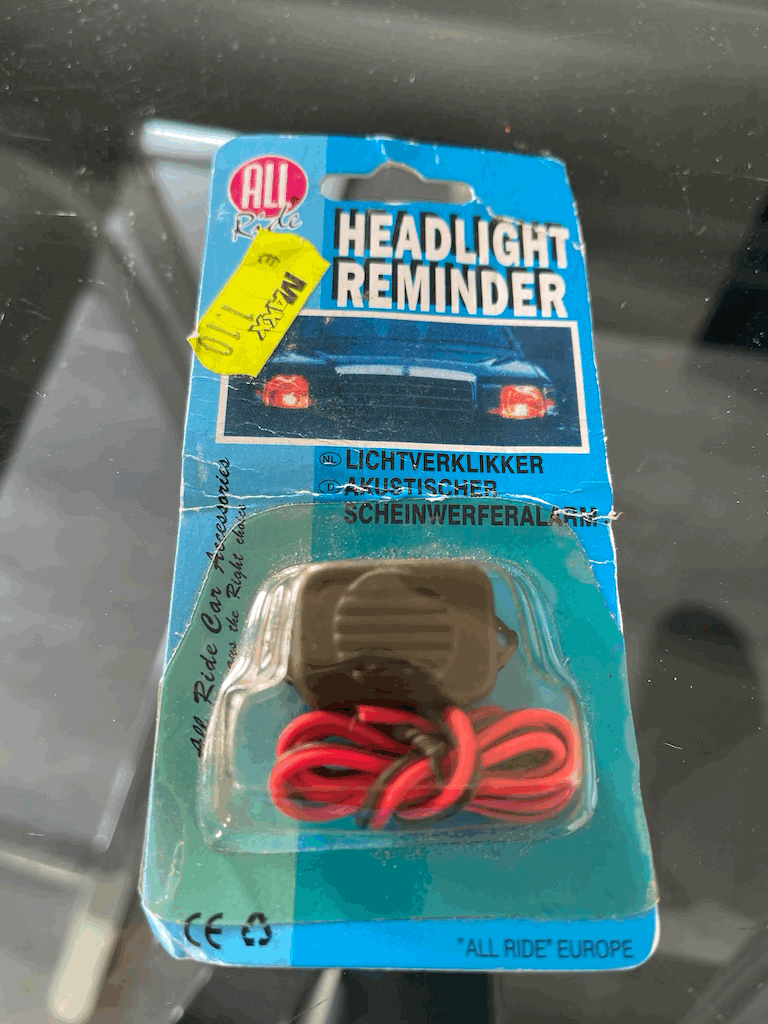 ALL
Ride
HEADLIGHT
REMINDER
€
MAXX
1,10
NL LICHTVERKLIKKER
D AKUSTISCHER
SCHEINWERFERALARM
All Ride Car Accessories
the Right choice
CE
"ALL RIDE" EUROPE